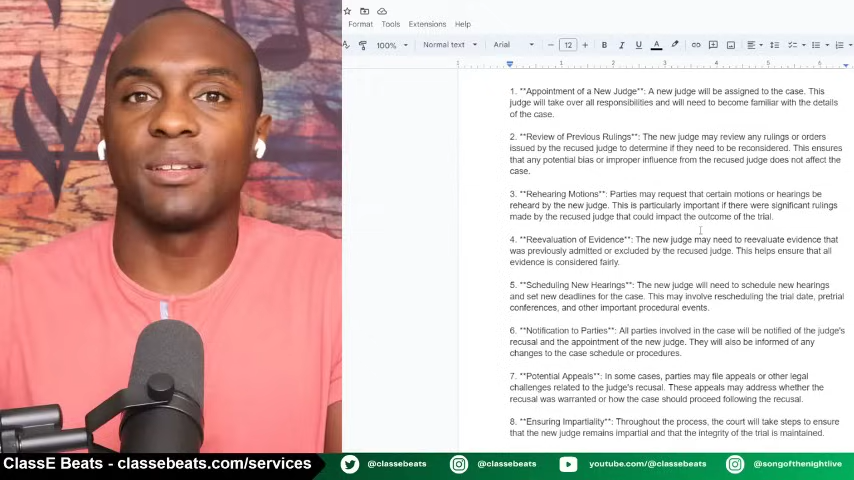 Format Tools Extensions Help
100% Normal text Arial 12 B I U A
1 1 2 3 4 5 6
1. **Appointment of a New Judge**: A new judge will be assigned to the case. This
judge will take over all responsibilities and will need to become familiar with the details
of the case.
2. **Review of Previous Rulings**: The new judge may review any rulings or orders
issued by the recused judge to determine if they need to be reconsidered. This ensures
that any potential bias or improper influence from the recused judge does not affect the
case.
3. **Rehearing Motions**: Parties may request that certain motions or hearings be
reheard by the new judge. This is particularly important if there were significant rulings
made by the recused judge that could impact the outcome of the trial.
4. **Reevaluation of Evidence**: The new judge may need to reevaluate evidence that
was previously admitted or excluded by the recused judge. This helps ensure that all
evidence is considered fairly.
5. **Scheduling New Hearings**: The new judge will need to schedule new hearings
and set new deadlines for the case. This may involve rescheduling the trial date, pretrial
conferences, and other important procedural events.
6. **Notification to Parties**: All parties involved in the case will be notified of the judge's
recusal and the appointment of the new judge. They will also be informed of any
changes to the case schedule or procedures.
7. **Potential Appeals**: In some cases, parties may file appeals or other legal
challenges related to the judge's recusal. These appeals may address whether the
recusal was warranted or how the case should proceed following the recusal.
8. **Ensuring Impartiality**: Throughout the process, the court will take steps to ensure
that the new judge remains impartial and that the integrity of the trial is maintained.
ClassE Beats - classebeats.com/services @classebeats @classebeats youtube.com/@classebeats @songofthenightlive